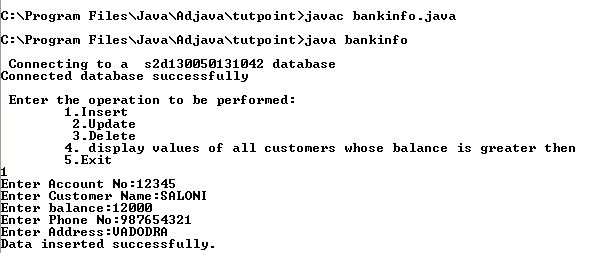 C:\Program Files\Java\Adjava\tutpoint>javac bankinfo.java
C:\Program Files\Java\Adjava\tutpoint>java bankinfo
Connecting to a  s2d130050131042 database
Connected database successfully
Enter the operation to be performed:
1.Insert
2.Update
3.Delete
4. display values of all customers whose balance is greater then
5.Exit
1
Enter Account No:12345
Enter Customer Name:SALONI
Enter balance:12000
Enter Phone No:987654321
Enter Address:VADODRA
Data inserted successfully.